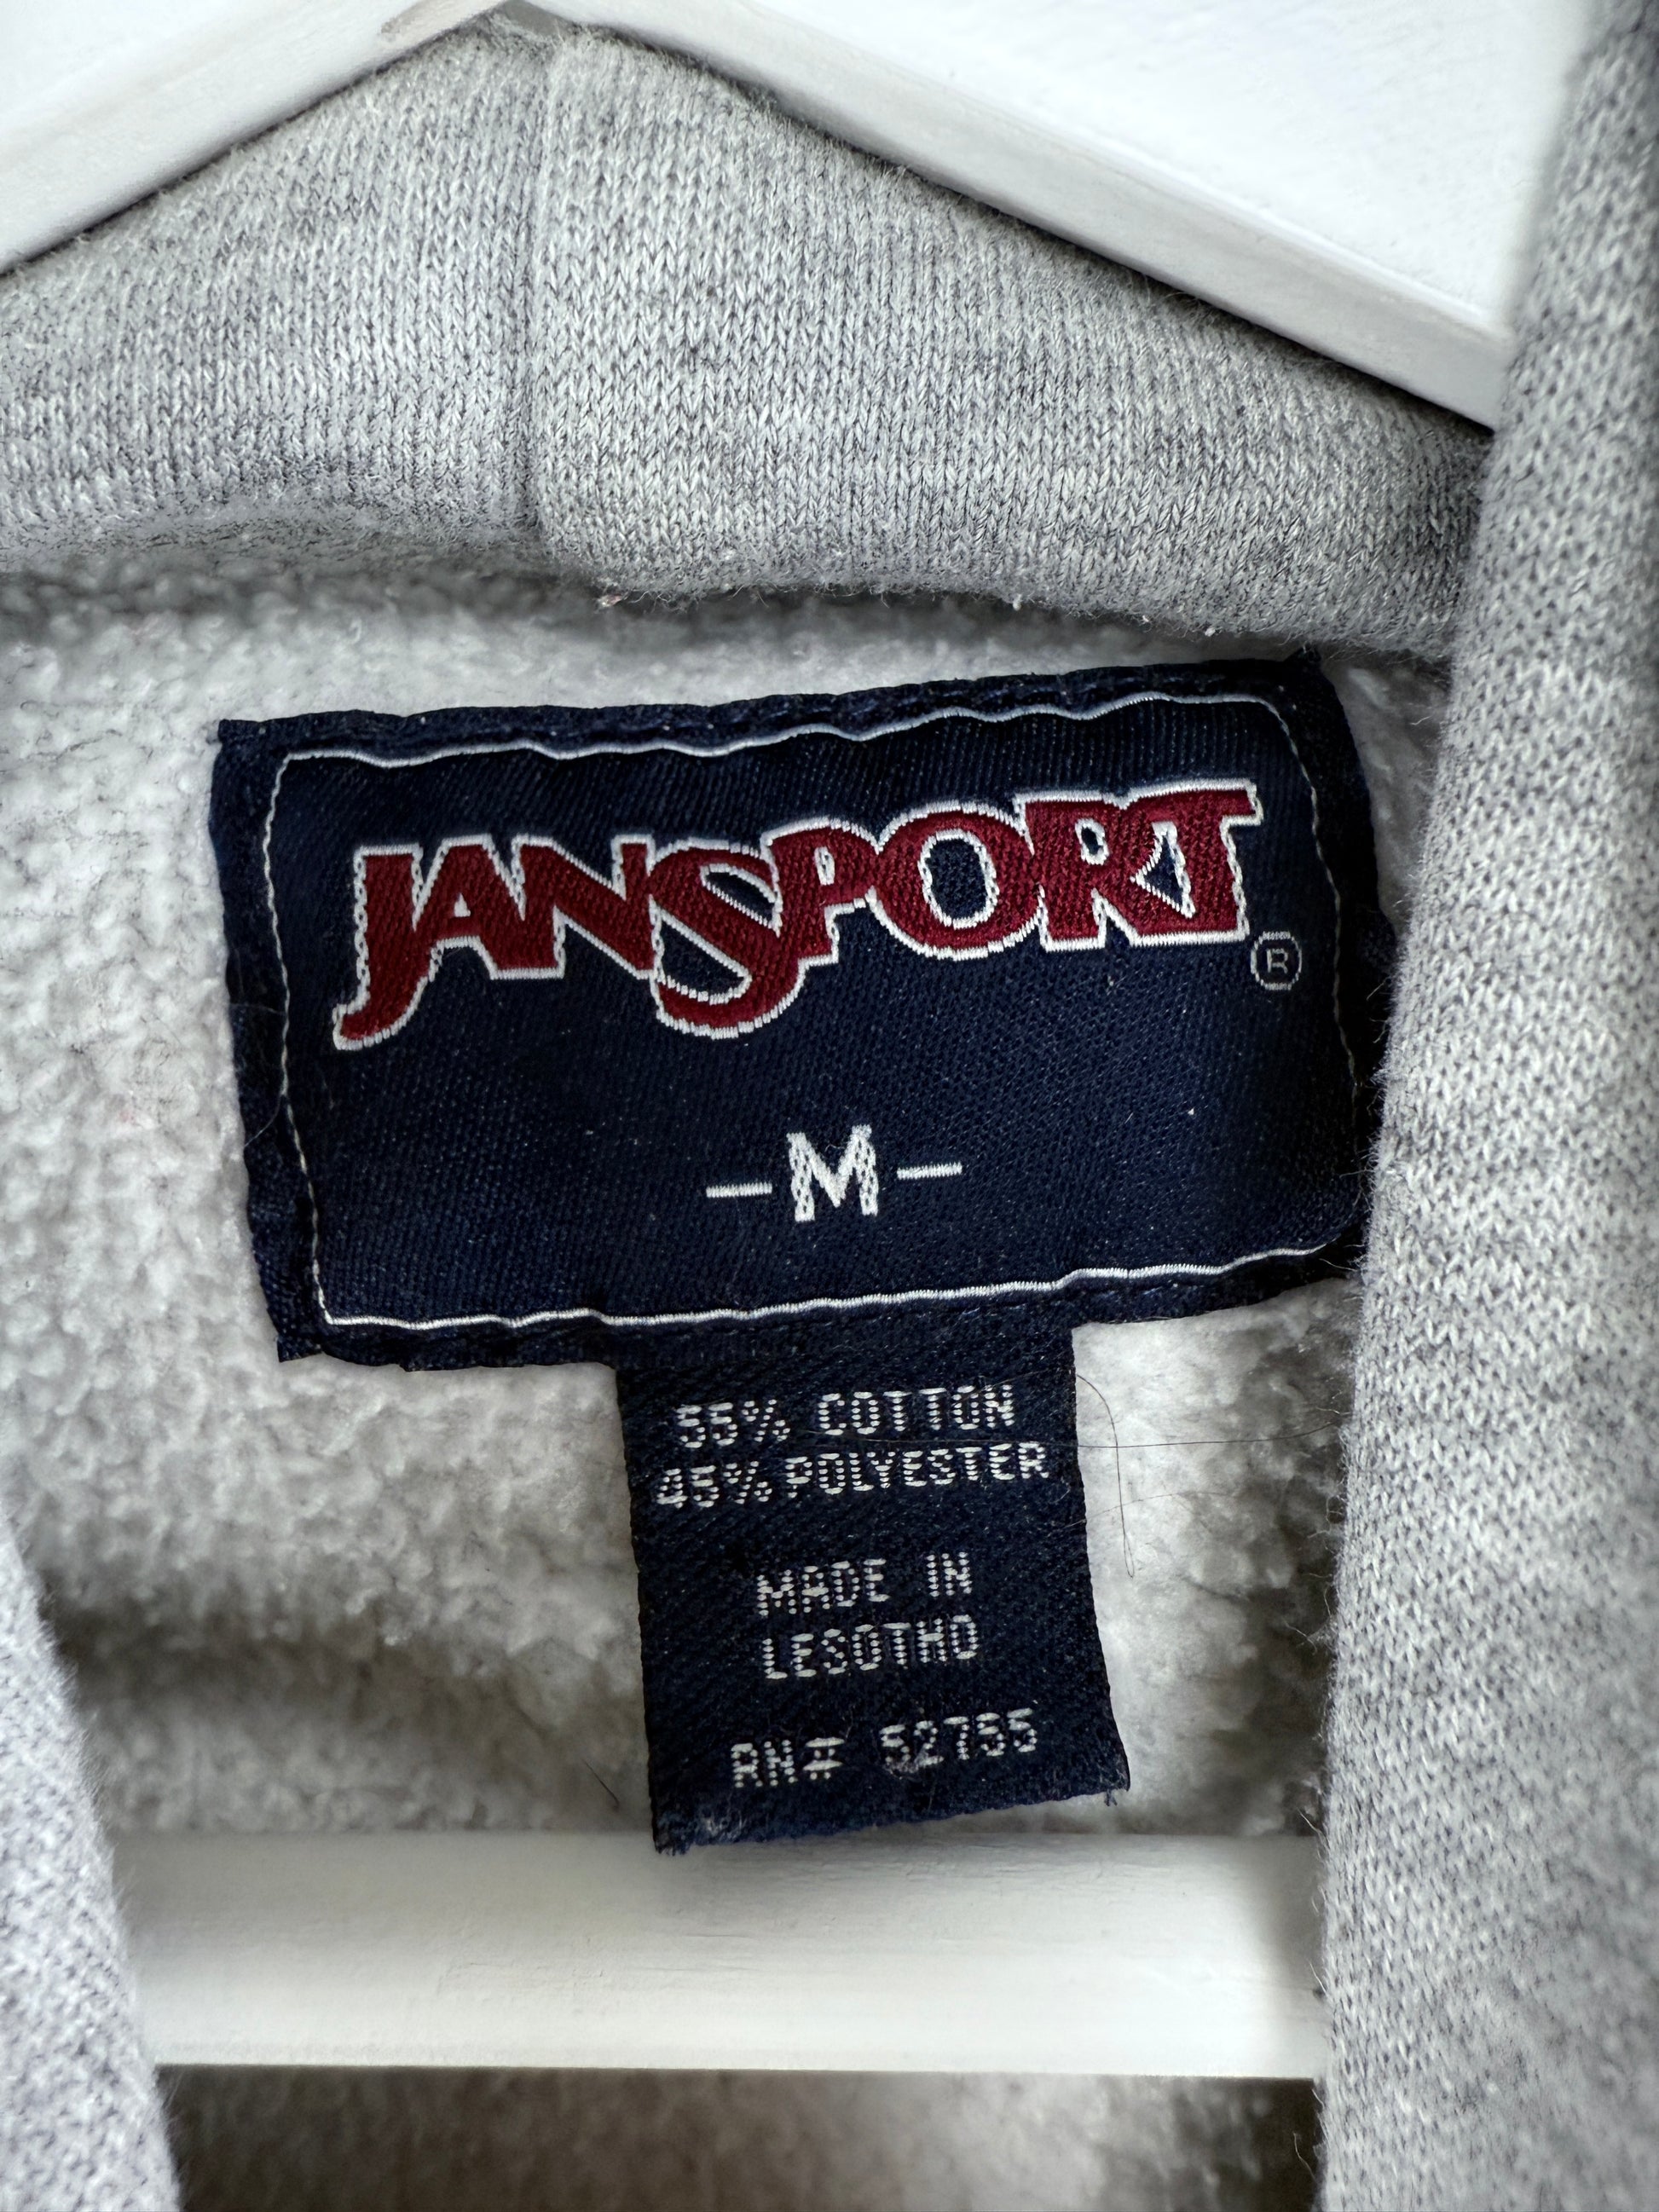 JANSPORT
®
-M-
55% COTTON
45% POLYESTER
MADE IN
LESOTHO
RN# 52755